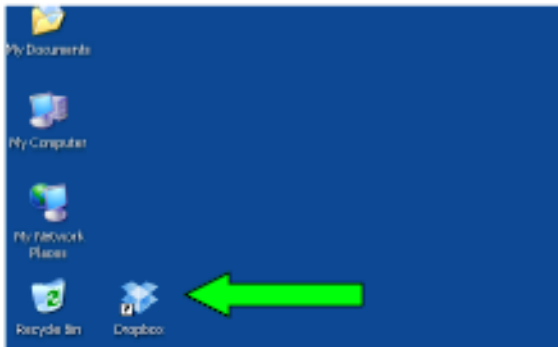 My Documents
My Computer
My Network
Places
Recycle Bin
Dropbox